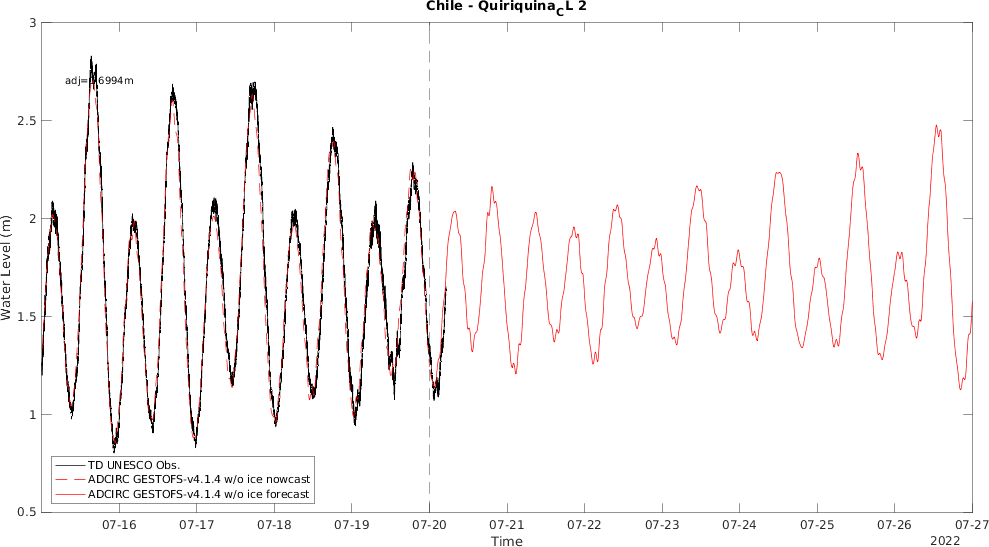 Chile - Quiriquina_CL 2
adj=0.6994m
3
2.5
2
1.5
1
0.5
Water Level (m)
TD UNESCO Obs.
ADCIRC GESTOFS-v4.1.4 w/o ice nowcast
ADCIRC GESTOFS-v4.1.4 w/o ice forecast
07-16 07-17 07-18 07-19 07-20 07-21 07-22 07-23 07-24 07-25 07-26 07-27
Time
2022